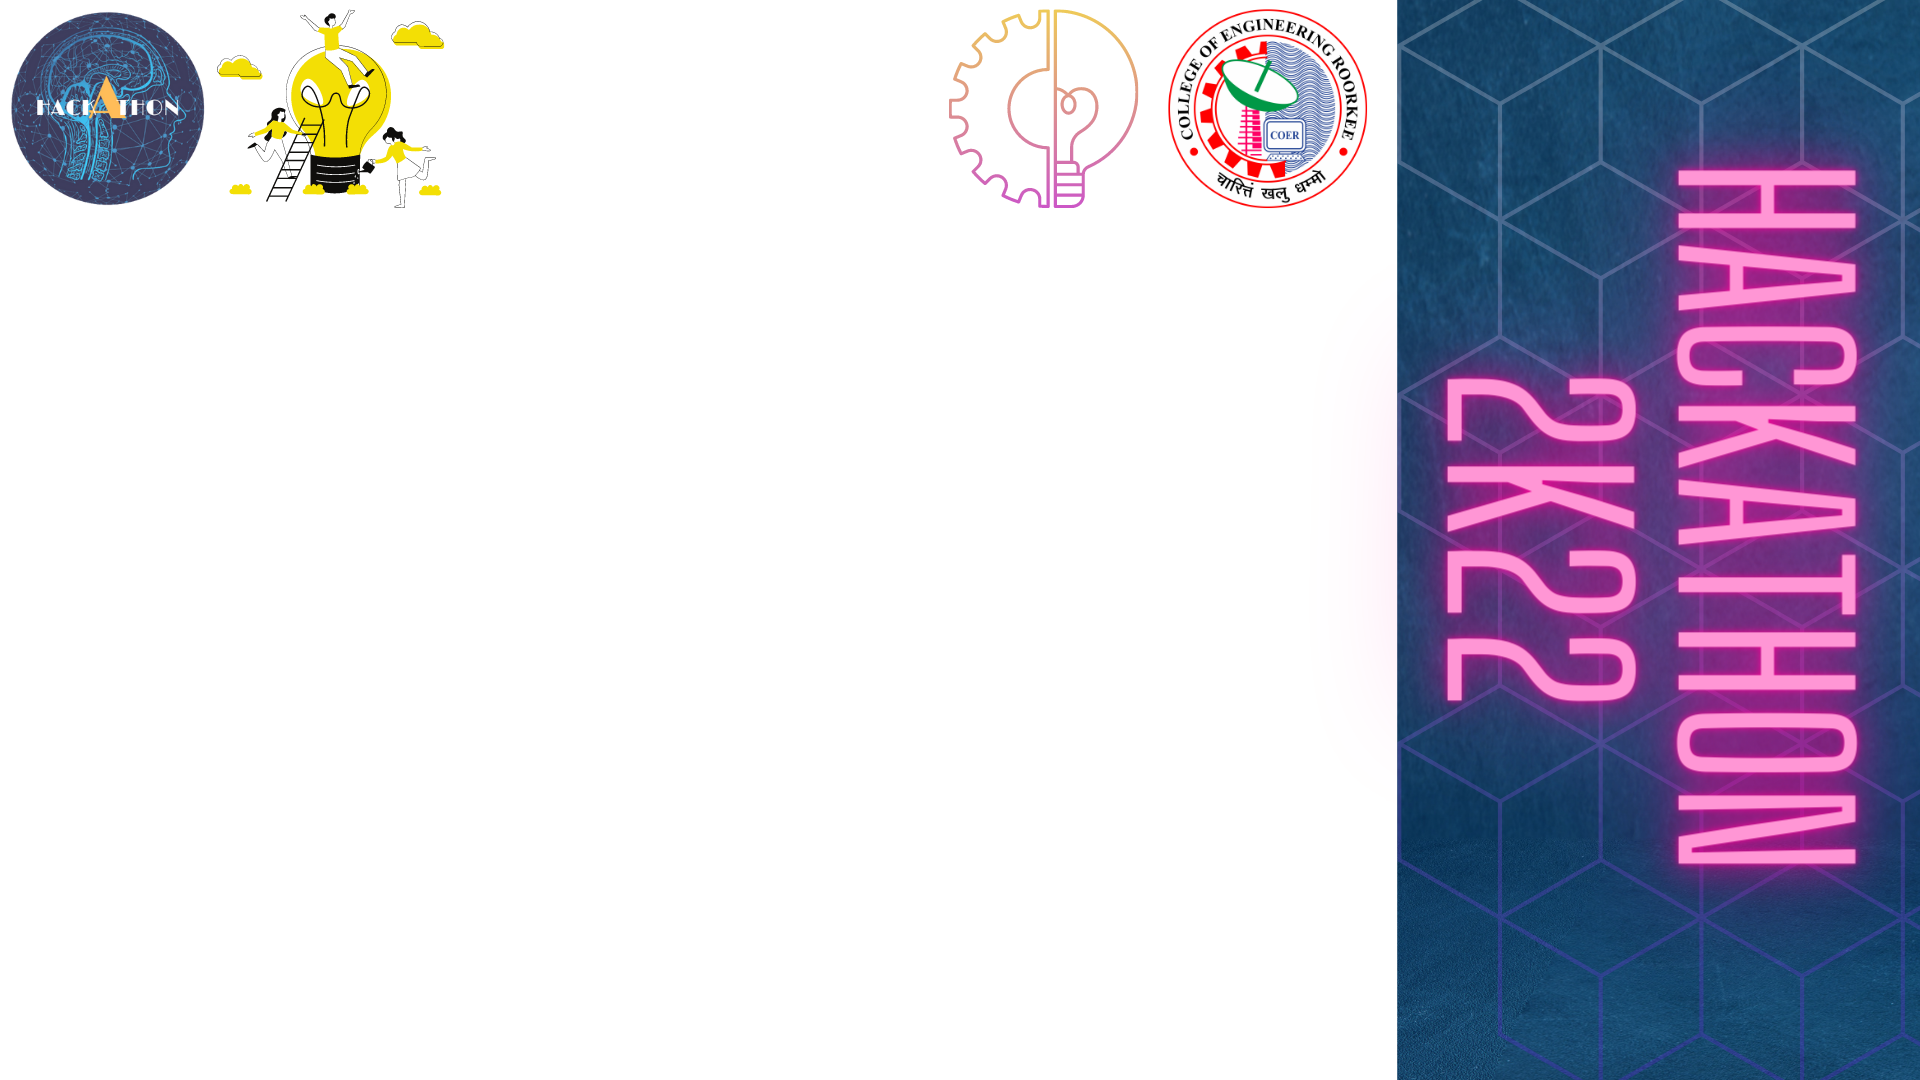 HACKATHON
COLLEGE OF ENGINEERING ROORKEE
COER
चारित्तं खलु धम्मो
HACKATHON
2K22